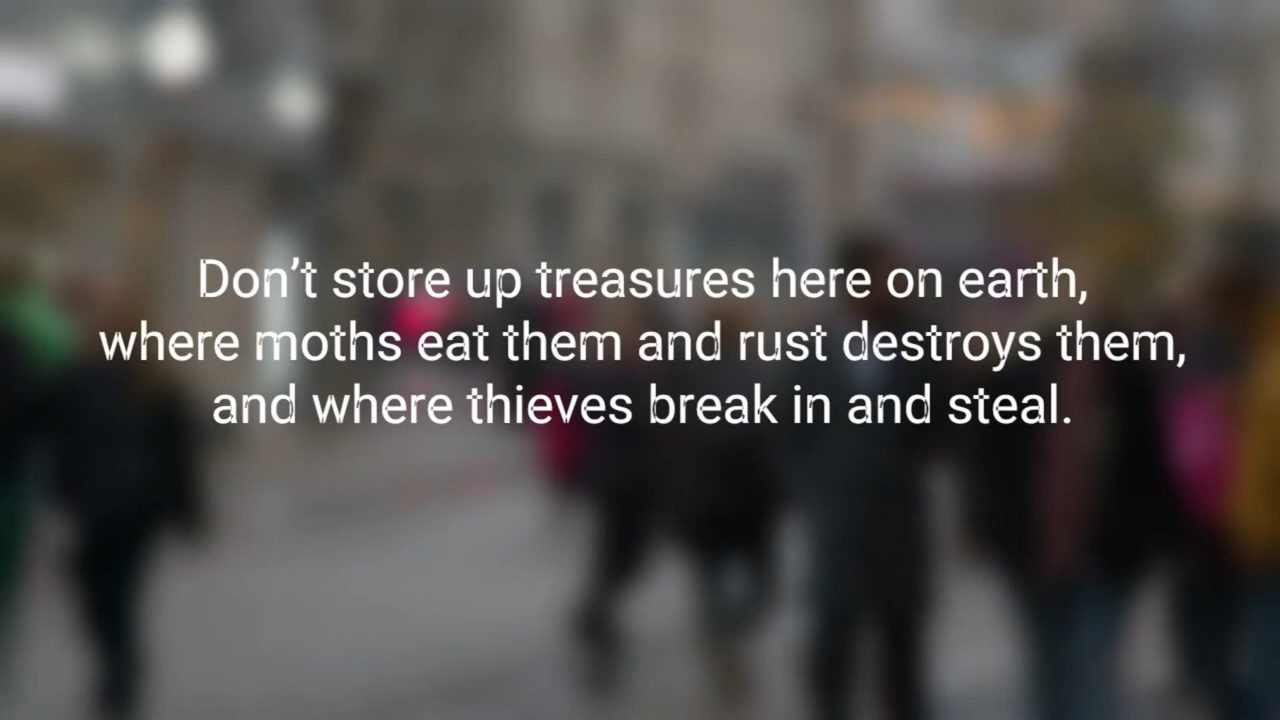 Don’t store up treasures here on earth,
where moths eat them and rust destroys them,
and where thieves break in and steal.